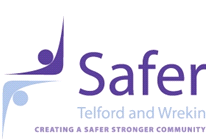 Safer
Telford and Wrekin
CREATING A SAFER STRONGER COMMUNITY